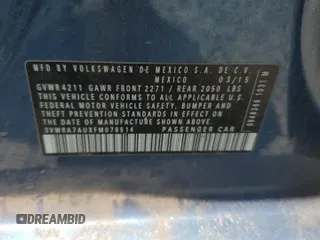 MFD. BY VOLKSWAGEN DE MEXICO S.A. DE C.V.
MEXICO 03/15
GVWR 4211 GAWR FRONT 2271 / REAR 2050 LBS
THIS VEHICLE CONFORMS TO ALL APPLICABLE
FEDERAL MOTOR VEHICLE SAFETY, BUMPER AND
THEFT PREVENTION STANDARDS IN EFFECT ON THE
DATE OF MANUFACTURE SHOWN ABOVE.
3VWRA7AUXFM078514 PASSENGER CAR
DREAMBID